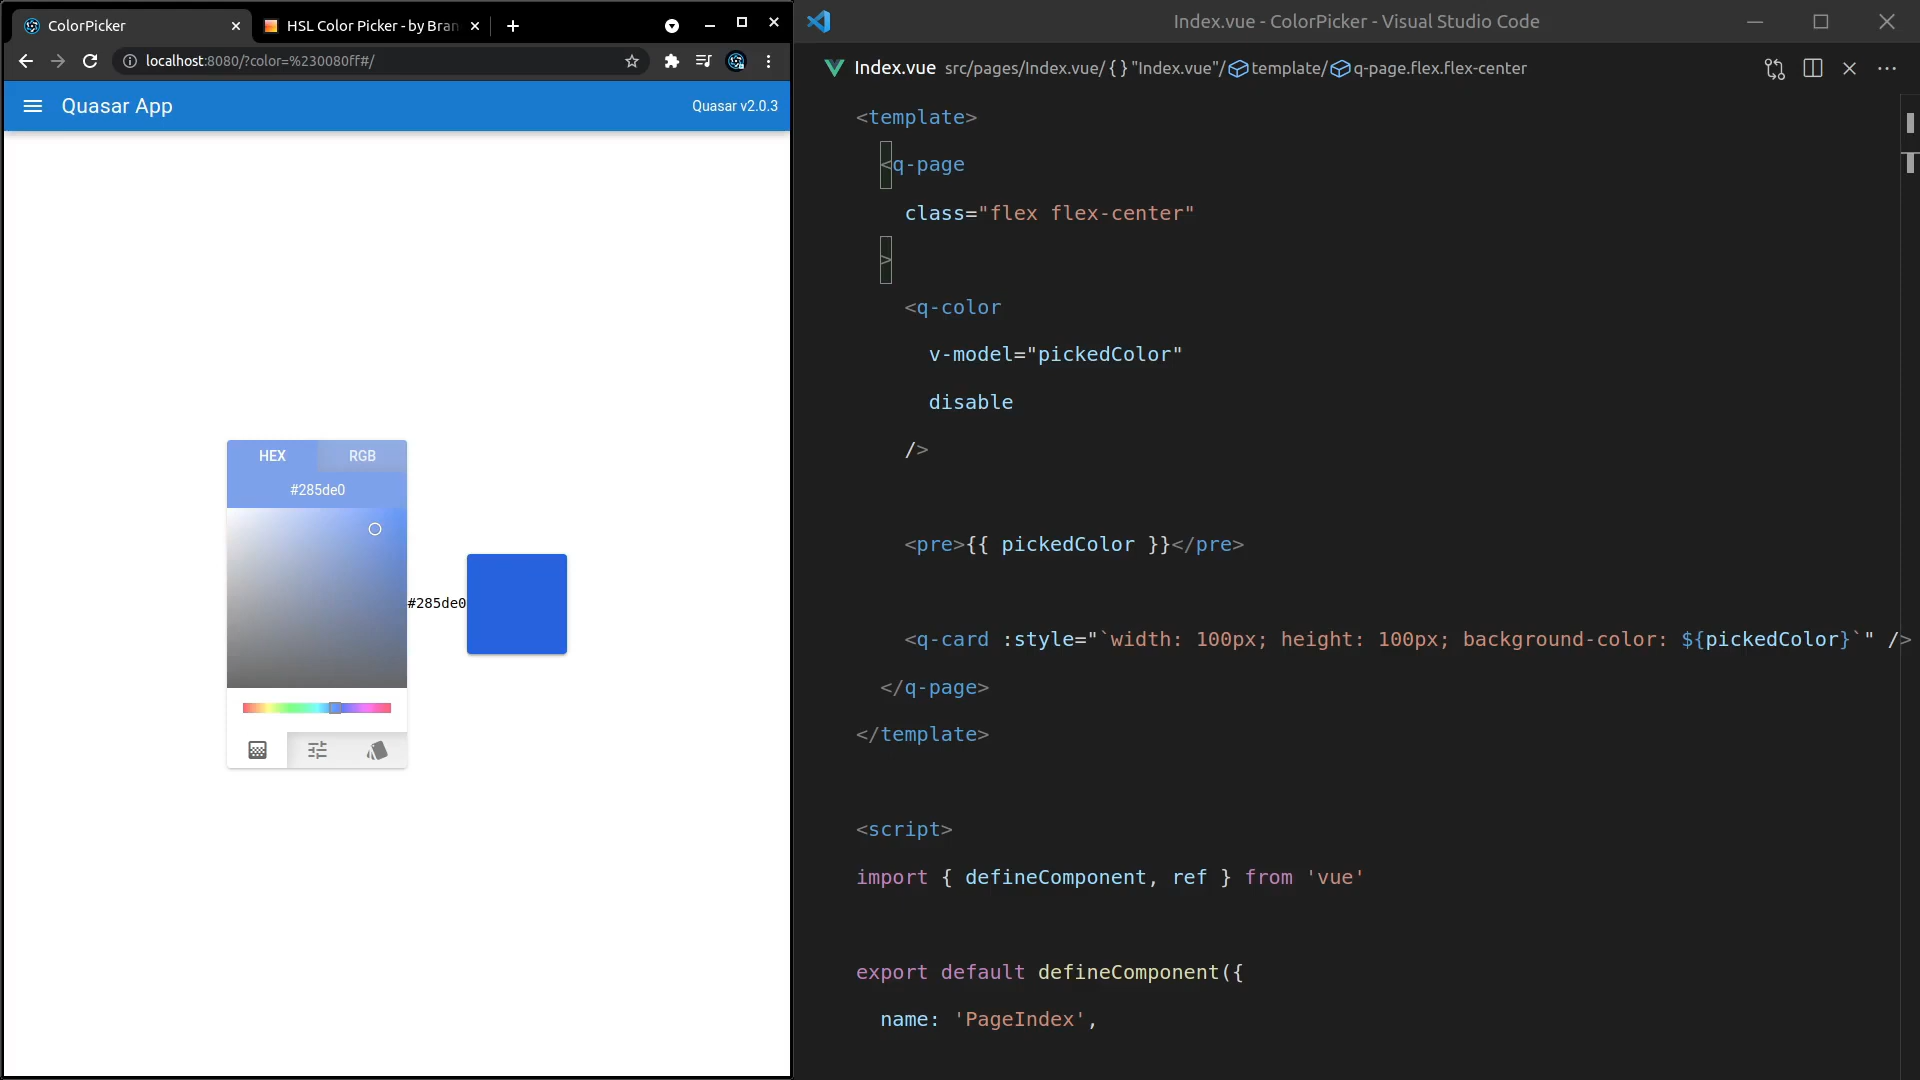 ColorPicker
HSL Color Picker - by Bran
localhost:8080/?color=%230080ff#/
Quasar App
Quasar v2.0.3
HEX
RGB
#285de0
#285de0
Index.vue - ColorPicker - Visual Studio Code
Index.vue src/pages/Index.vue/{ } "Index.vue"/ template/ q-page.flex.flex-center
<template>
<q-page
class="flex flex-center"
>
<q-color
v-model="pickedColor"
disable
/>
<pre>{{ pickedColor }}</pre>
<q-card :style="`width: 100px; height: 100px; background-color: ${pickedColor}`" />
</q-page>
</template>
<script>
import { defineComponent, ref } from 'vue'
export default defineComponent({
name: 'PageIndex',